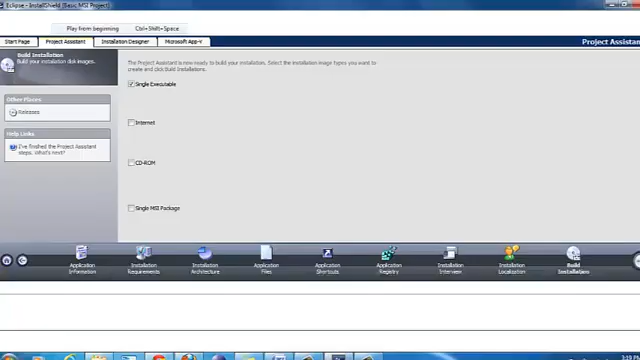 Eclipse - InstallShield [Basic MSI Project]
Play from beginning Ctrl+Shift+Space
Start Page Project Assistant Installation Designer Microsoft App-V
Project Assistant
Build Installation
Build your installation disk images.
The Project Assistant is now ready to build your installation. Select the installation image types you want to
create and click Build Installations.
Single Executable
Other Places
Releases
Internet
Help Links
I've finished the Project Assistant
steps. What's next?
CD-ROM
Single MSI Package
Application
Information
Installation
Requirements
Installation
Architecture
Application
Files
Application
Shortcuts
Application
Registry
Installation
Interview
Installation
Localization
Build
Installation
3:19 PM